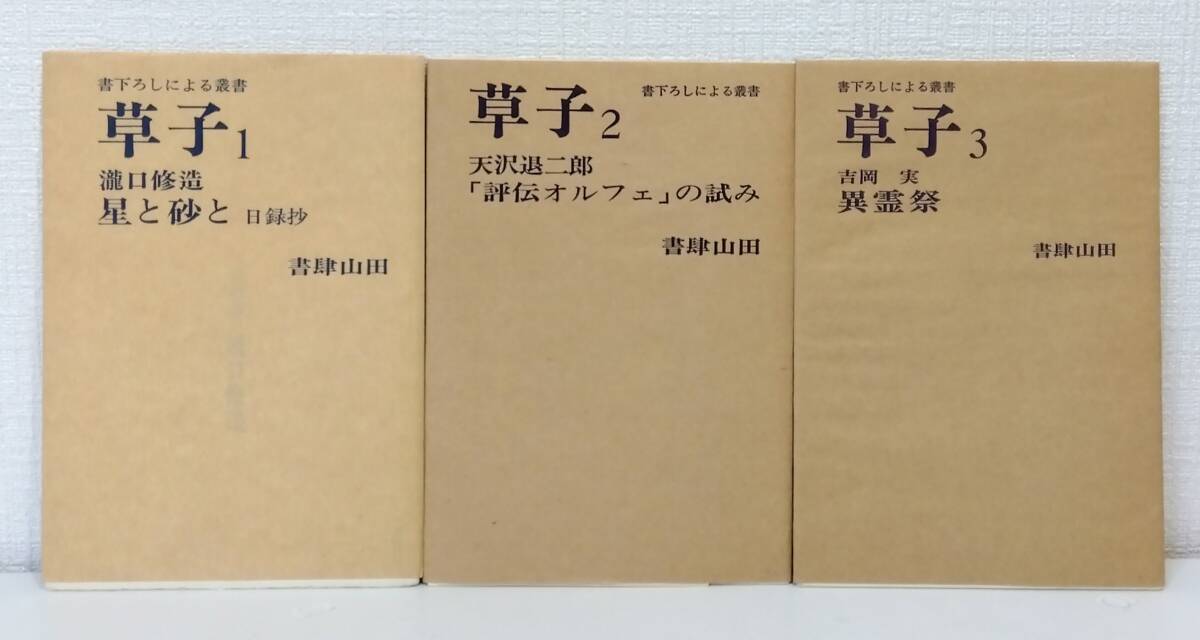 書下ろしによる叢書
草子1
瀧口修造
星と砂と 日録抄
書肆山田
草子2 書下ろしによる叢書
天沢退二郎
「評伝オルフェ」の試み
書肆山田
書下ろしによる叢書
草子3
吉岡 実
異霊祭
書肆山田